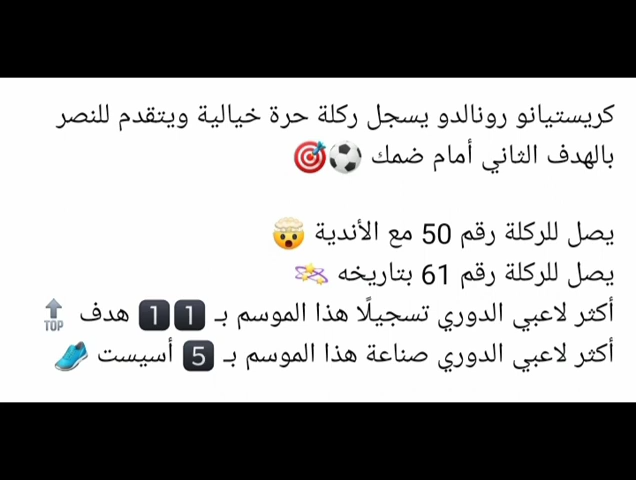 كريستيانو رونالدو يسجل ركلة حرة خيالية ويتقدم للنصر
بالهدف الثاني أمام ضمك ⚽🎯
يصل للركلة رقم 50 مع الأندية 🤯
يصل للركلة رقم 61 بتاريخه 💫
أكثر لاعبي الدوري تسجيلًا هذا الموسم بـ 1️⃣1️⃣ هدف 🔝
أكثر لاعبي الدوري صناعة هذا الموسم بـ 5️⃣ أسيست 👟